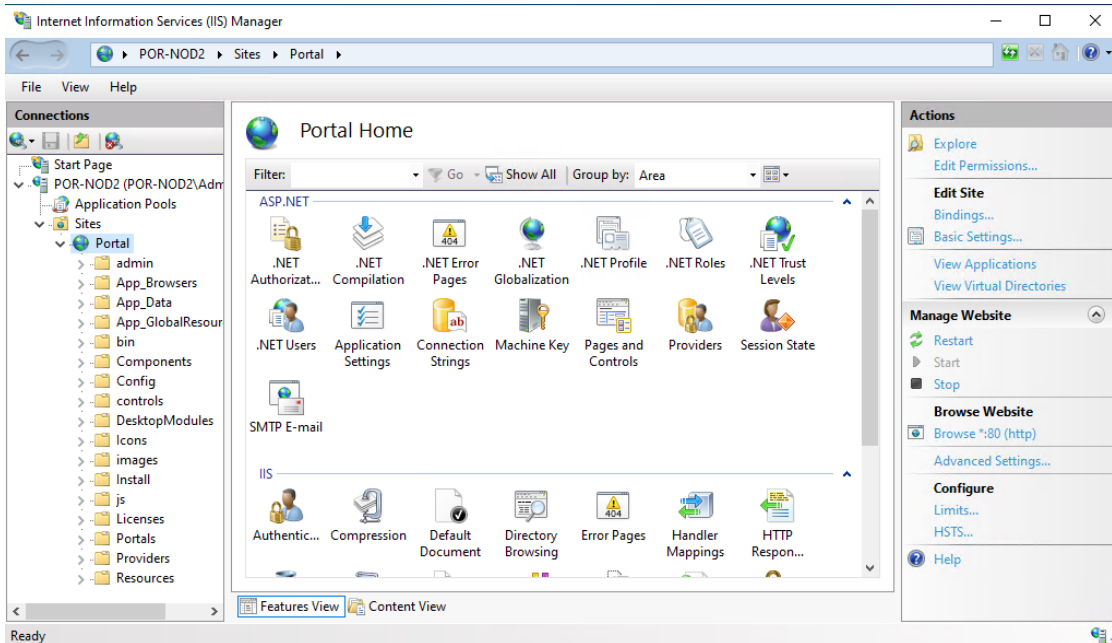 Internet Information Services (IIS) Manager
POR-NOD2 Sites Portal
File View Help
Connections
Start Page
POR-NOD2 (POR-NOD2\Adm
Application Pools
Sites
Portal
admin
App_Browsers
App_Data
App_GlobalResour
bin
Components
Config
controls
DesktopModules
Icons
images
Install
js
Licenses
Portals
Providers
Resources
Portal Home
Filter: Go Show All Group by: Area
ASP.NET
.NET Authorizat...
.NET Compilation
.NET Error Pages
.NET Globalization
.NET Profile
.NET Roles
.NET Trust Levels
.NET Users
Application Settings
Connection Strings
Machine Key
Pages and Controls
Providers
Session State
SMTP E-mail
IIS
Authentic...
Compression
Default Document
Directory Browsing
Error Pages
Handler Mappings
HTTP Respon...
Features View Content View
Actions
Explore
Edit Permissions...
Edit Site
Bindings...
Basic Settings...
View Applications
View Virtual Directories
Manage Website
Restart
Start
Stop
Browse Website
Browse *:80 (http)
Advanced Settings...
Configure
Limits...
HSTS...
Help
Ready